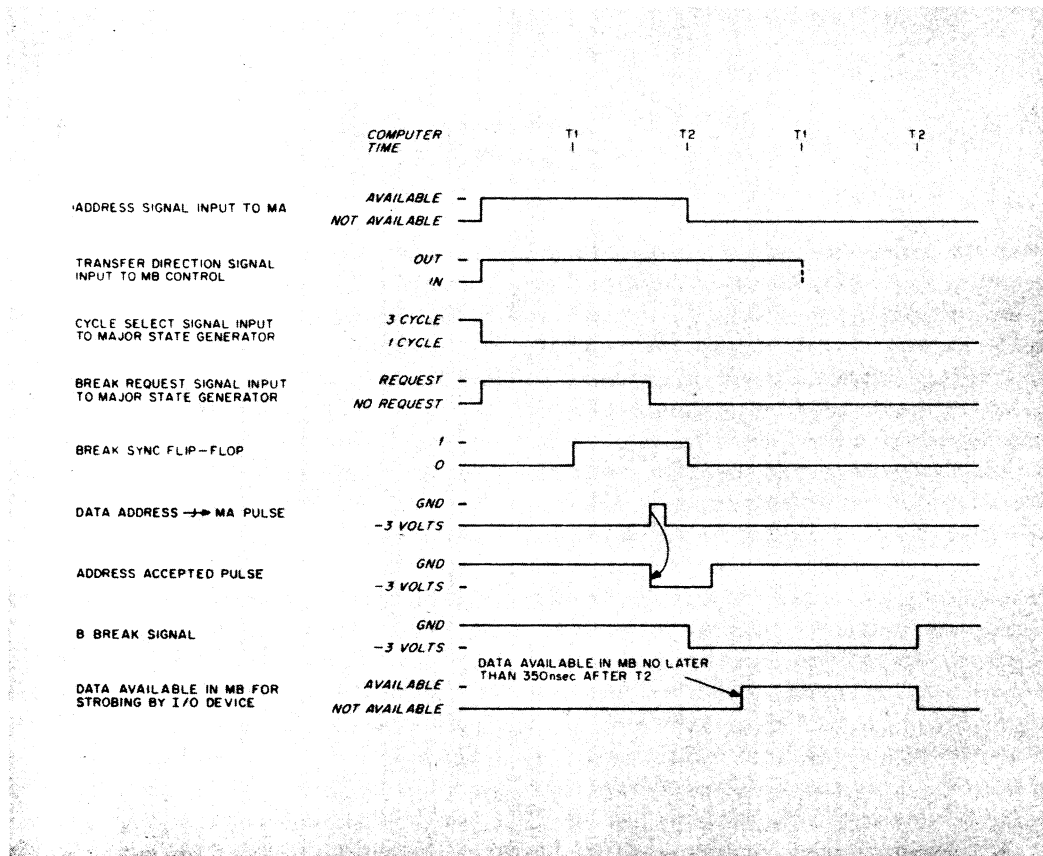 COMPUTER TIME T1 T2 T1 T2
ADDRESS SIGNAL INPUT TO MA
AVAILABLE
NOT AVAILABLE
TRANSFER DIRECTION SIGNAL
INPUT TO MB CONTROL
OUT
IN
CYCLE SELECT SIGNAL INPUT
TO MAJOR STATE GENERATOR
3 CYCLE
1 CYCLE
BREAK REQUEST SIGNAL INPUT
TO MAJOR STATE GENERATOR
REQUEST
NO REQUEST
BREAK SYNC FLIP-FLOP
1
0
DATA ADDRESS → MA PULSE
GND
-3 VOLTS
ADDRESS ACCEPTED PULSE
GND
-3 VOLTS
B BREAK SIGNAL
GND
-3 VOLTS
DATA AVAILABLE IN MB NO LATER
THAN 350nsec AFTER T2
DATA AVAILABLE IN MB FOR
STROBING BY I/O DEVICE
AVAILABLE
NOT AVAILABLE